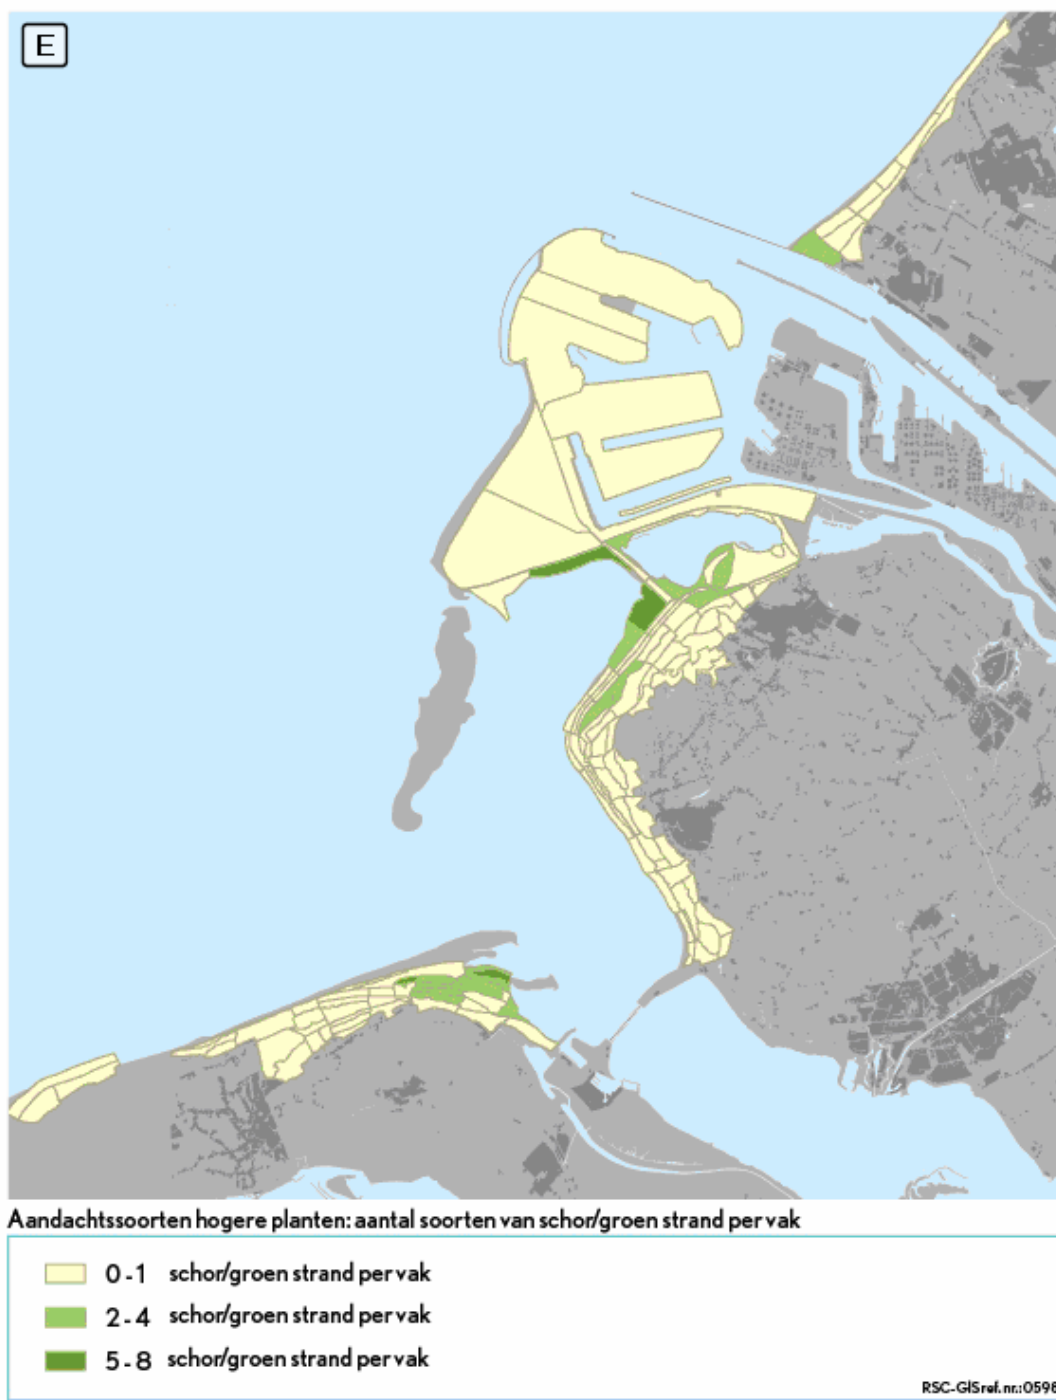 E
Aandachtssoorten hogere planten: aantal soorten van schor/groen strand per vak
0-1 schor/groen strand per vak
2-4 schor/groen strand per vak
5-8 schor/groen strand per vak
RSC-GISref.nr.:0596